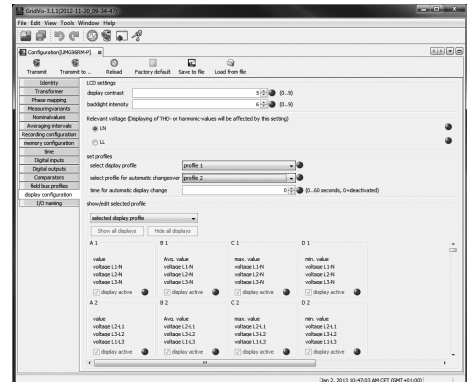 GridVis-3.1.1(2012-11-20_09-34-47)
File Edit View Tools Window Help
Configuration[UMG96RM-P]
Transmit
Transmit to ..
Reload
Factory default
Save to file
Load from file
Identity
Transformer
Phase mapping
Measuringvariants
Nominalvalues
Averaging intervals
Recording configuration
memory configuration
time
Digital inputs
Digital outputs
Comparators
field bus profiles
display configuration
I/O naming
LCD settings
display contrast 5 (0..9)
backlight intensity 6 (0..9)
Relevant voltage (Displaying of THD- or harmonic-values will be affected by this setting)
LN
LL
set profiles
select display profile profile 1
select profile for automatic changeover profile 2
time for automatic display change 0 (0..60 seconds, 0=deactivated)
show/edit selected profile
selected display profile
Show all displays Hide all displays
A 1 B 1 C 1 D 1
value Avg. value max. value min. value
voltage L1-N voltage L1-N voltage L1-N voltage L1-N
voltage L2-N voltage L2-N voltage L2-N voltage L2-N
voltage L3-N voltage L3-N voltage L3-N voltage L3-N
display active display active display active display active
A 2 B 2 C 2 D 2
value Avg. value max. value min. value
voltage L2-L1 voltage L2-L1 voltage L2-L1 voltage L2-L1
voltage L3-L2 voltage L3-L2 voltage L3-L2 voltage L3-L2
voltage L1-L3 voltage L1-L3 voltage L1-L3 voltage L1-L3
display active display active display active display active
Jan 2, 2013 10:47:03 AM CET (GMT+01:00)